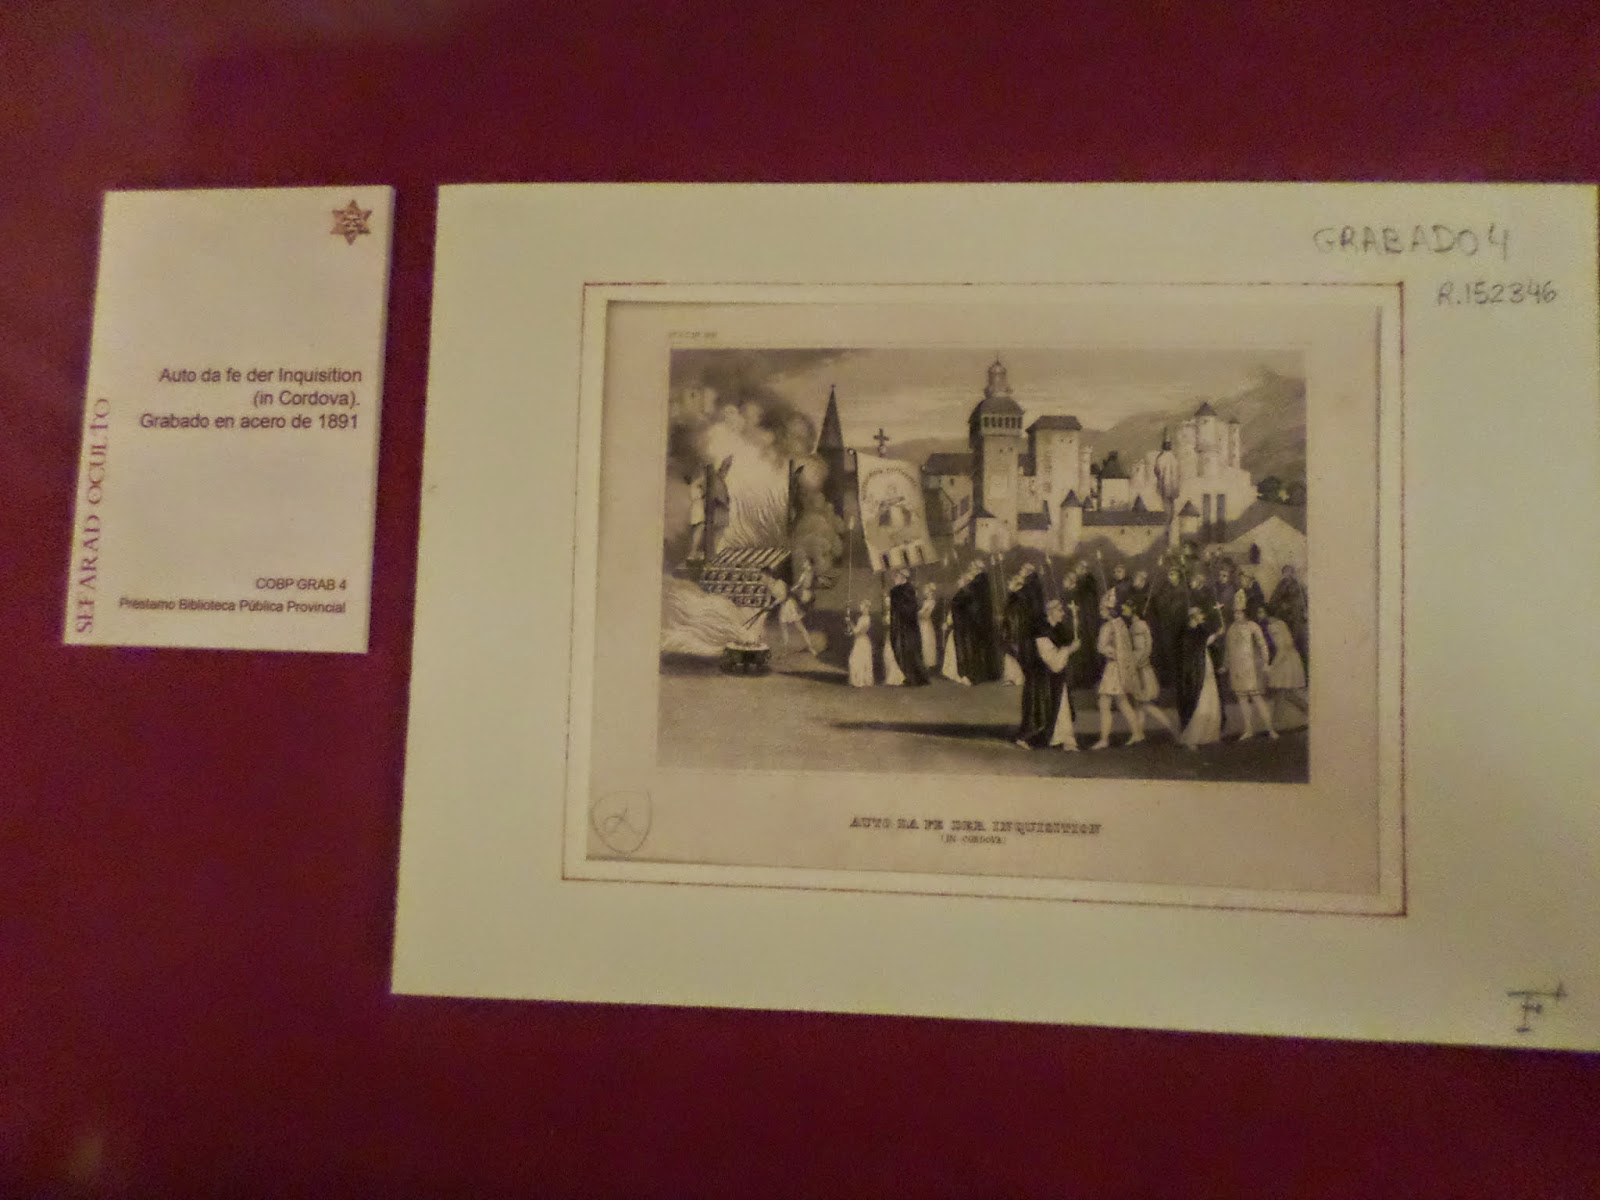 SEFARAD OCULTO
Auto da fe der Inquisition
(in Cordova).
Grabado en acero de 1891
COBP GRAB 4
Préstamo Biblioteca Pública Provincial
GRABADO 4
R.152346
AUTO DA FE DER INQUISITION
(IN CORDOVA)